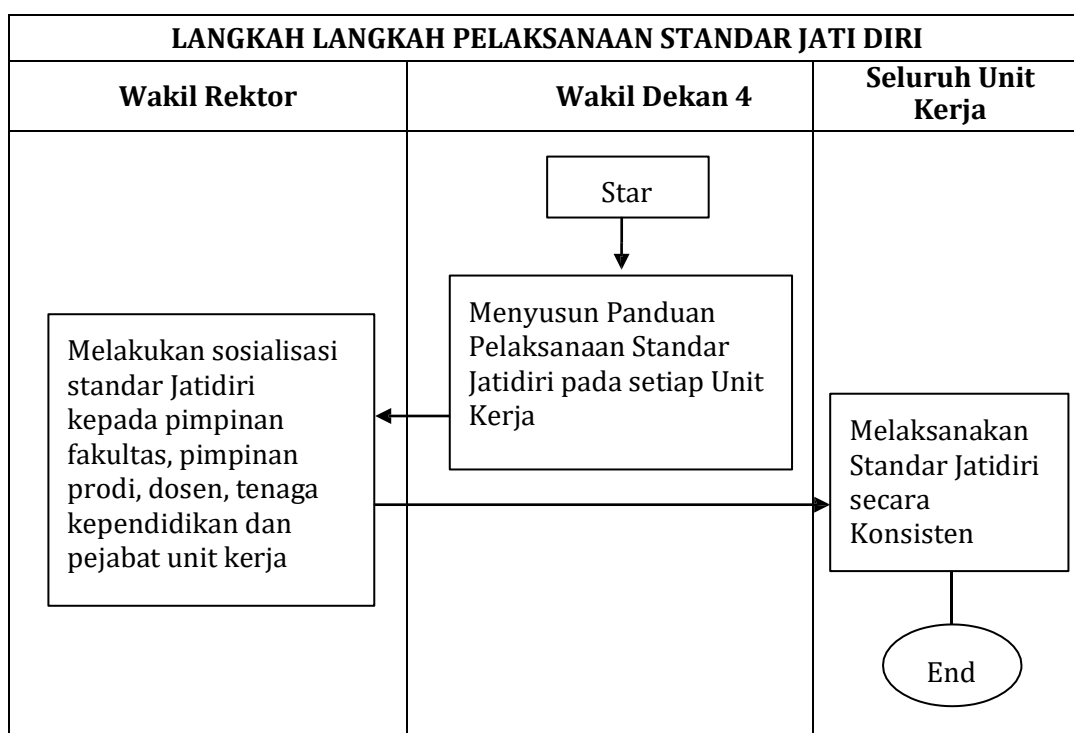 LANGKAH LANGKAH PELAKSANAAN STANDAR JATI DIRI
Wakil Rektor
Wakil Dekan 4
Seluruh Unit
Kerja
Star
Menyusun Panduan
Pelaksanaan Standar
Jatidiri pada setiap Unit
Kerja
Melakukan sosialisasi
standar Jatidiri
kepada pimpinan
fakultas, pimpinan
prodi, dosen, tenaga
kependidikan dan
pejabat unit kerja
Melaksanakan
Standar Jatidiri
secara
Konsisten
End